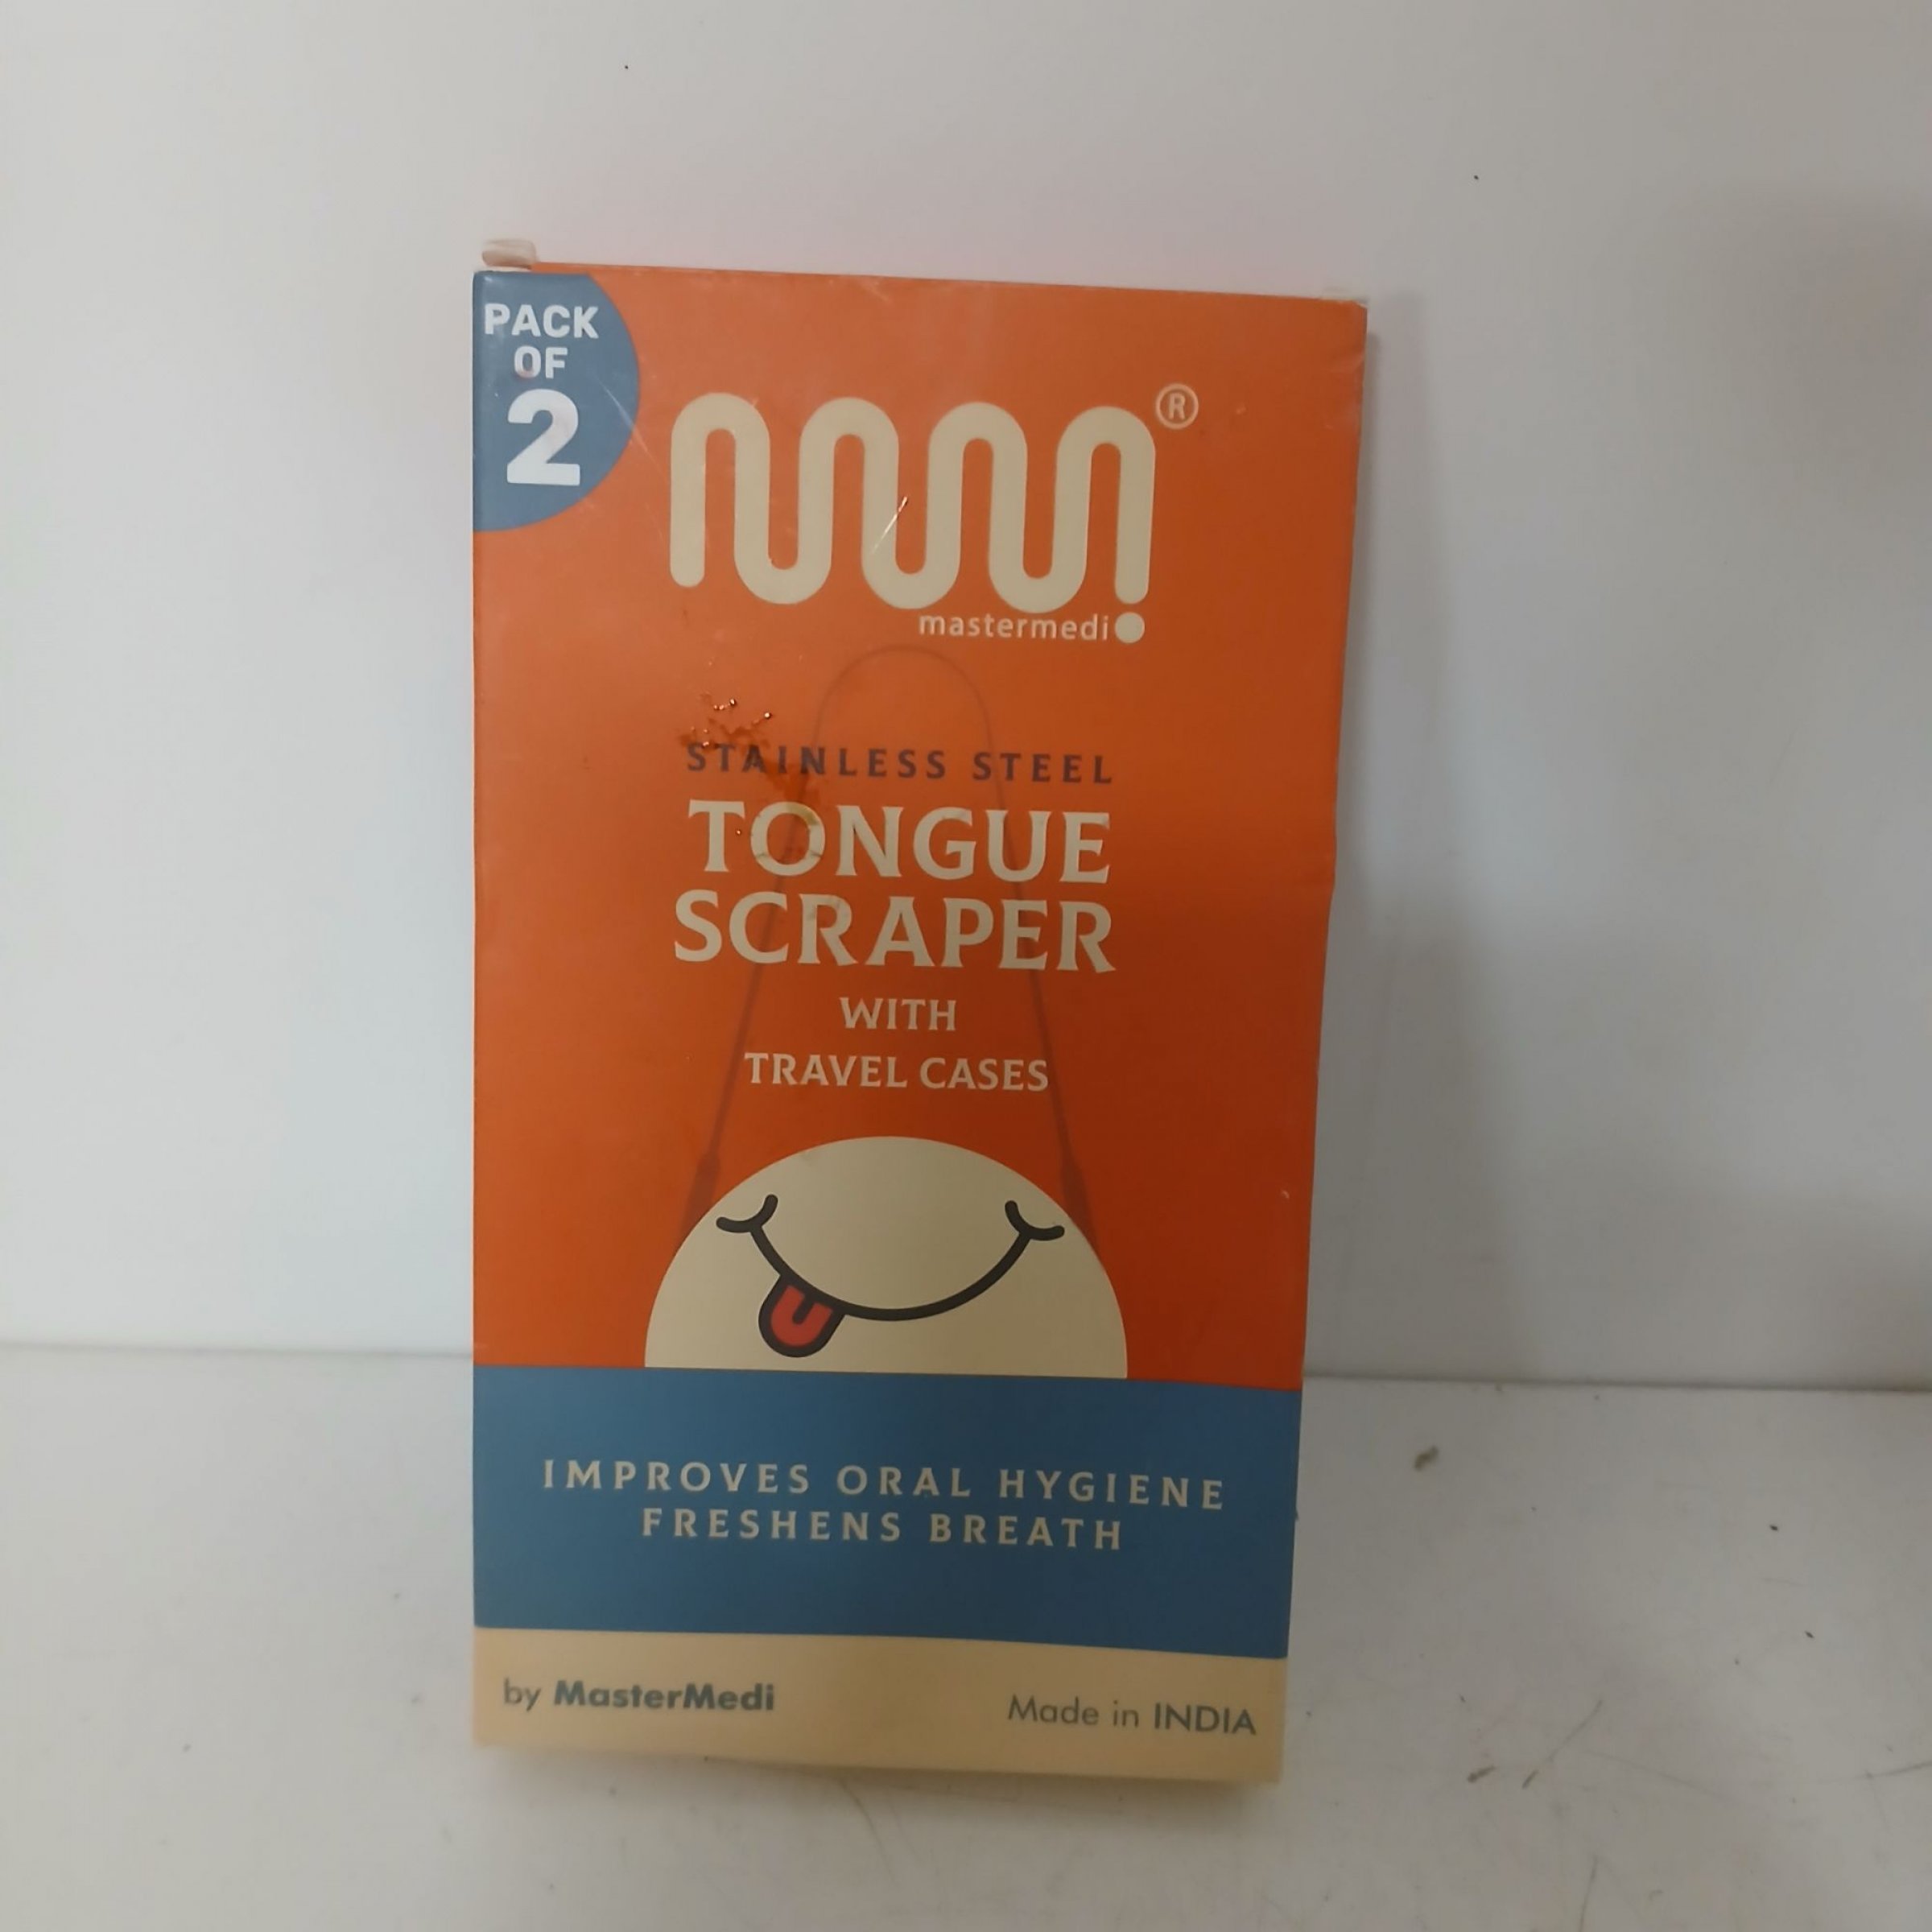 PACK
OF
2
®
mastermedi
STAINLESS STEEL
TONGUE
SCRAPER
WITH
TRAVEL CASES
IMPROVES ORAL HYGIENE
FRESHENS BREATH
by MasterMedi
Made in INDIA